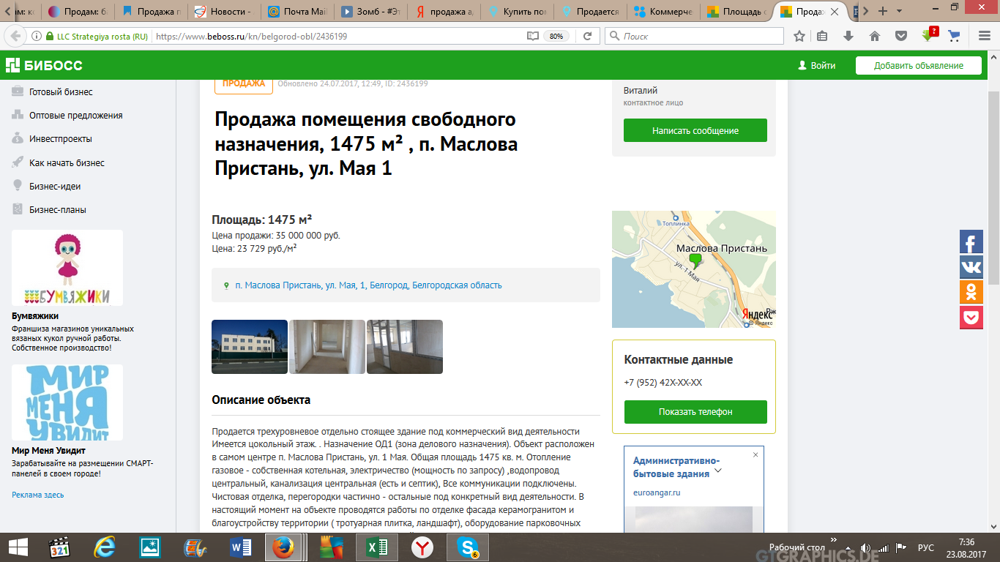 ам: ко
Продам: бо
Продажа п
Новости -
Почта Mail
Зомб - #Эт
продажа ад
Купить пом
Продается
Коммерче
Площадь о
Продаж
LLC Strategiya rosta (RU)
https://www.beboss.ru/kn/belgorod-obl/2436199
80%
Поиск
?
БИБОСС
Войти
Добавить объявление
Готовый бизнес
Оптовые предложения
Инвестпроекты
Как начать бизнес
Бизнес-идеи
Бизнес-планы
БУМВЯЖИКИ
Бумвяжики
Франшиза магазинов уникальных
вязаных кукол ручной работы.
Собственное производство!
МИР
МЕНЯ
УВИДИТ
Мир Меня Увидит
Зарабатывайте на размещении СМАРТ-
панелей в своем городе!
Реклама здесь
ПРОДАЖА
Обновлено 24.07.2017, 12:49, ID: 2436199
Продажа помещения свободного
назначения, 1475 м² , п. Маслова
Пристань, ул. Мая 1
Площадь: 1475 м²
Цена продажи: 35 000 000 руб.
Цена: 23 729 руб./м²
п. Маслова Пристань, ул. Мая, 1, Белгород, Белгородская область
Описание объекта
Продается трехуровневое отдельно стоящее здание под коммерческий вид деятельности
Имеется цокольный этаж. . Назначение ОД1 (зона делового назначения). Объект расположен
в самом центре п. Маслова Пристань, ул. 1 Мая. Общая площадь 1475 кв. м. Отопление
газовое - собственная котельная, электричество (мощность по запросу) ,водопровод
центральный, канализация центральная (есть и септик), Все коммуникации подключены.
Чистовая отделка, перегородки частично - остальные под конкретный вид деятельности. В
настоящий момент на объекте проводятся работы по отделке фасада керамогранитом и
благоустройству территории ( тротуарная плитка, ландшафт), оборудование парковочных
Виталий
контактное лицо
Написать сообщение
Топлинка
Маслова Пристань
ул. 1 Мая
Яндекс
Рж
© Яндекс
Контактные данные
+7 (952) 42X-XX-XX
Показать телефон
Административно-
бытовые здания
euroangar.ru
321
6
Рабочий стол
РУС
7:36
23.08.2017
GTGRAPHICS.DE